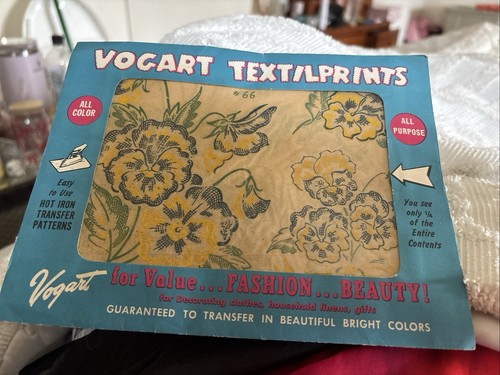 VOGART TEXTILPRINTS
#66
ALL
COLOR
ALL
PURPOSE
Easy
to Use
HOT IRON
TRANSFER
PATTERNS
You see
only ¼
of the
Entire
Contents
Vogart
for Value...FASHION...BEAUTY!
for Decorating clothes, household linens, gifts
GUARANTEED TO TRANSFER IN BEAUTIFUL BRIGHT COLORS